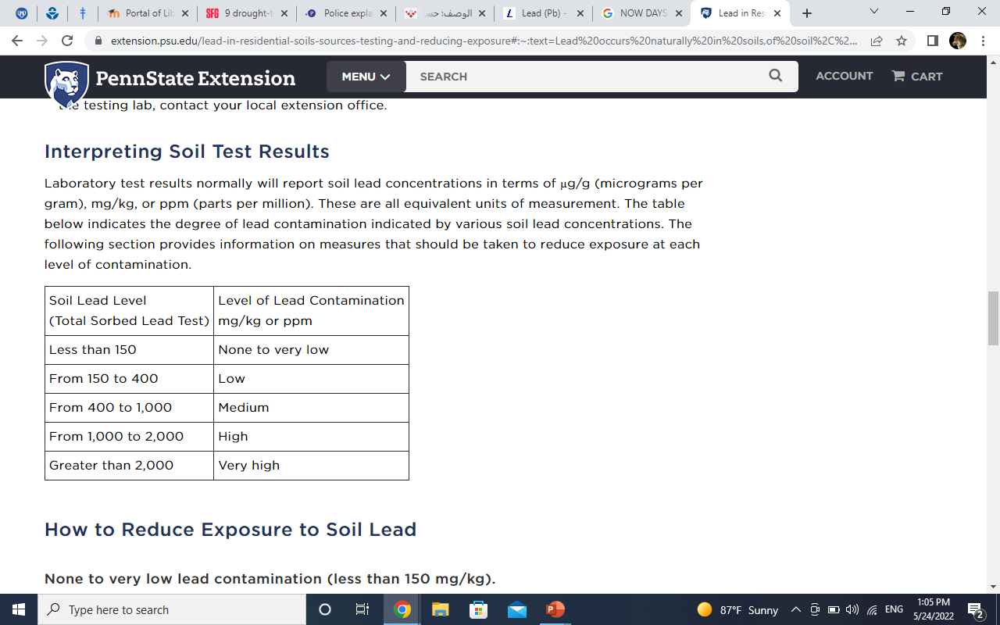 Portal of Lib
SFG 9 drought-t
Police expla
الوصف: حسا
Lead (Pb) -
NOW DAYS
Lead in Res
extension.psu.edu/lead-in-residential-soils-sources-testing-and-reducing-exposure#:~:text=Lead%20occurs%20naturally%20in%20soils,of%20soil%2C%2...
PennState Extension
MENU
SEARCH
ACCOUNT
CART
the testing lab, contact your local extension office.
Interpreting Soil Test Results
Laboratory test results normally will report soil lead concentrations in terms of μg/g (micrograms per
gram), mg/kg, or ppm (parts per million). These are all equivalent units of measurement. The table
below indicates the degree of lead contamination indicated by various soil lead concentrations. The
following section provides information on measures that should be taken to reduce exposure at each
level of contamination.
Soil Lead Level
(Total Sorbed Lead Test)
Level of Lead Contamination
mg/kg or ppm
Less than 150
None to very low
From 150 to 400
Low
From 400 to 1,000
Medium
From 1,000 to 2,000
High
Greater than 2,000
Very high
How to Reduce Exposure to Soil Lead
None to very low lead contamination (less than 150 mg/kg).
Type here to search
87°F Sunny
ENG
1:05 PM
5/24/2022
2